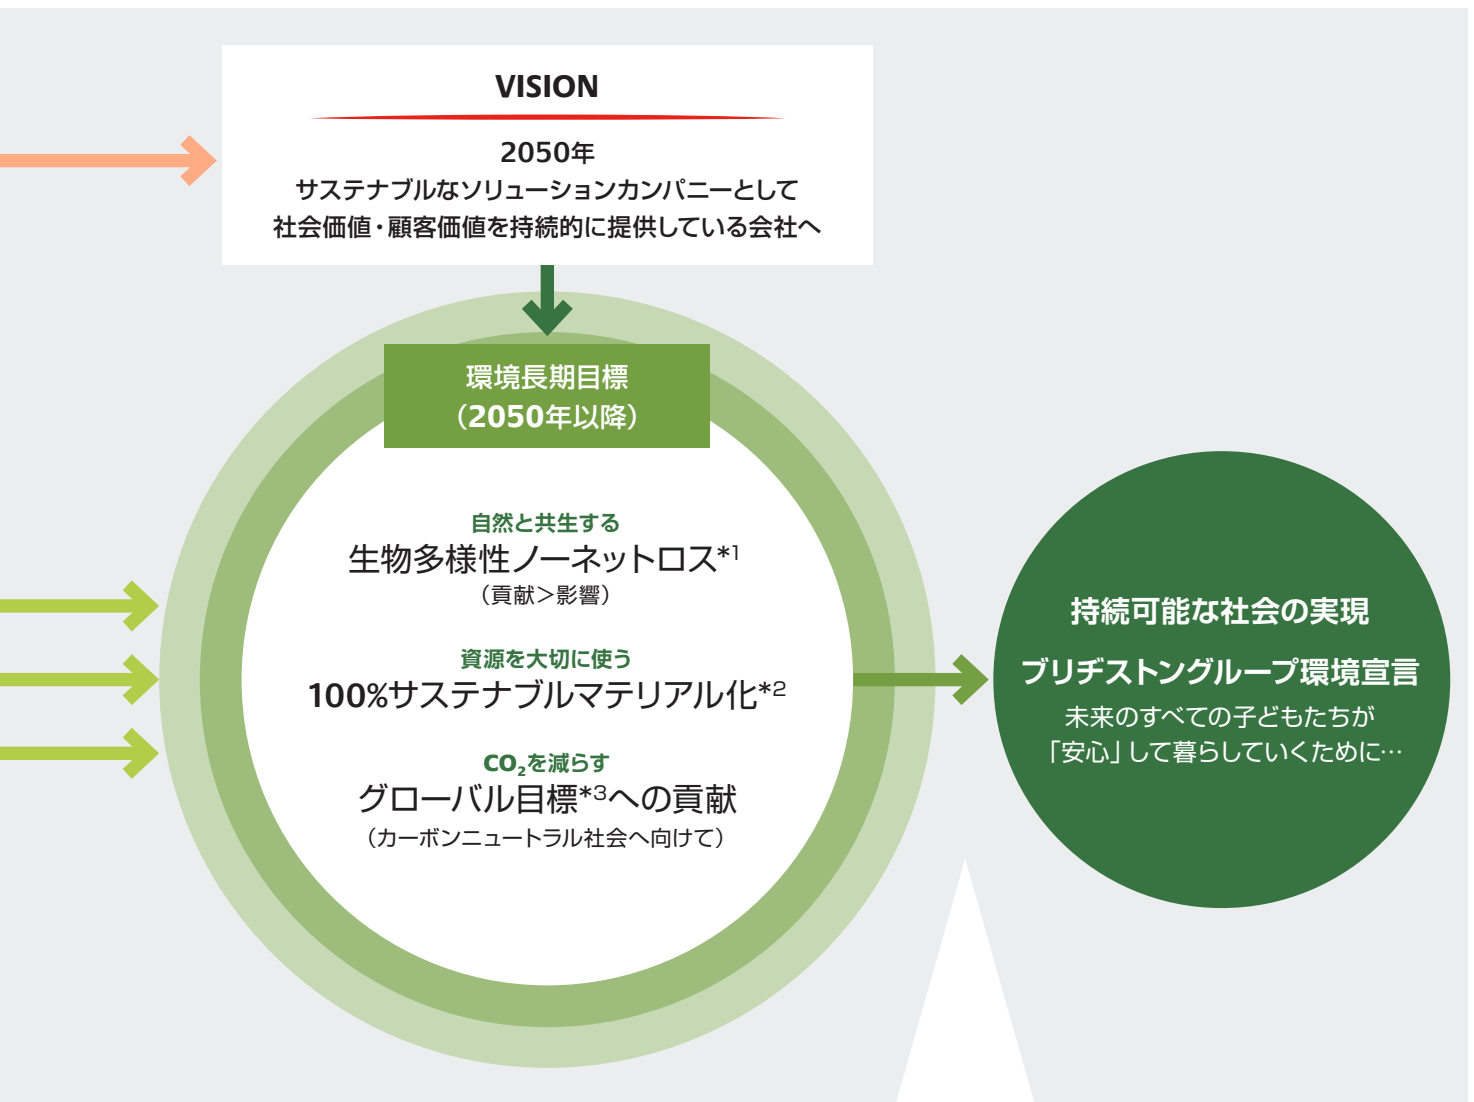 VISION
2050年
サステナブルなソリューションカンパニーとして
社会価値・顧客価値を持続的に提供している会社へ
環境長期目標
（2050年以降）
自然と共生する
生物多様性ノーネットロス*1
（貢献＞影響）
資源を大切に使う
100%サステナブルマテリアル化*2
CO₂を減らす
グローバル目標*3への貢献
（カーボンニュートラル社会へ向けて）
持続可能な社会の実現
ブリヂストングループ環境宣言
未来のすべての子どもたちが
「安心」して暮らしていくために…